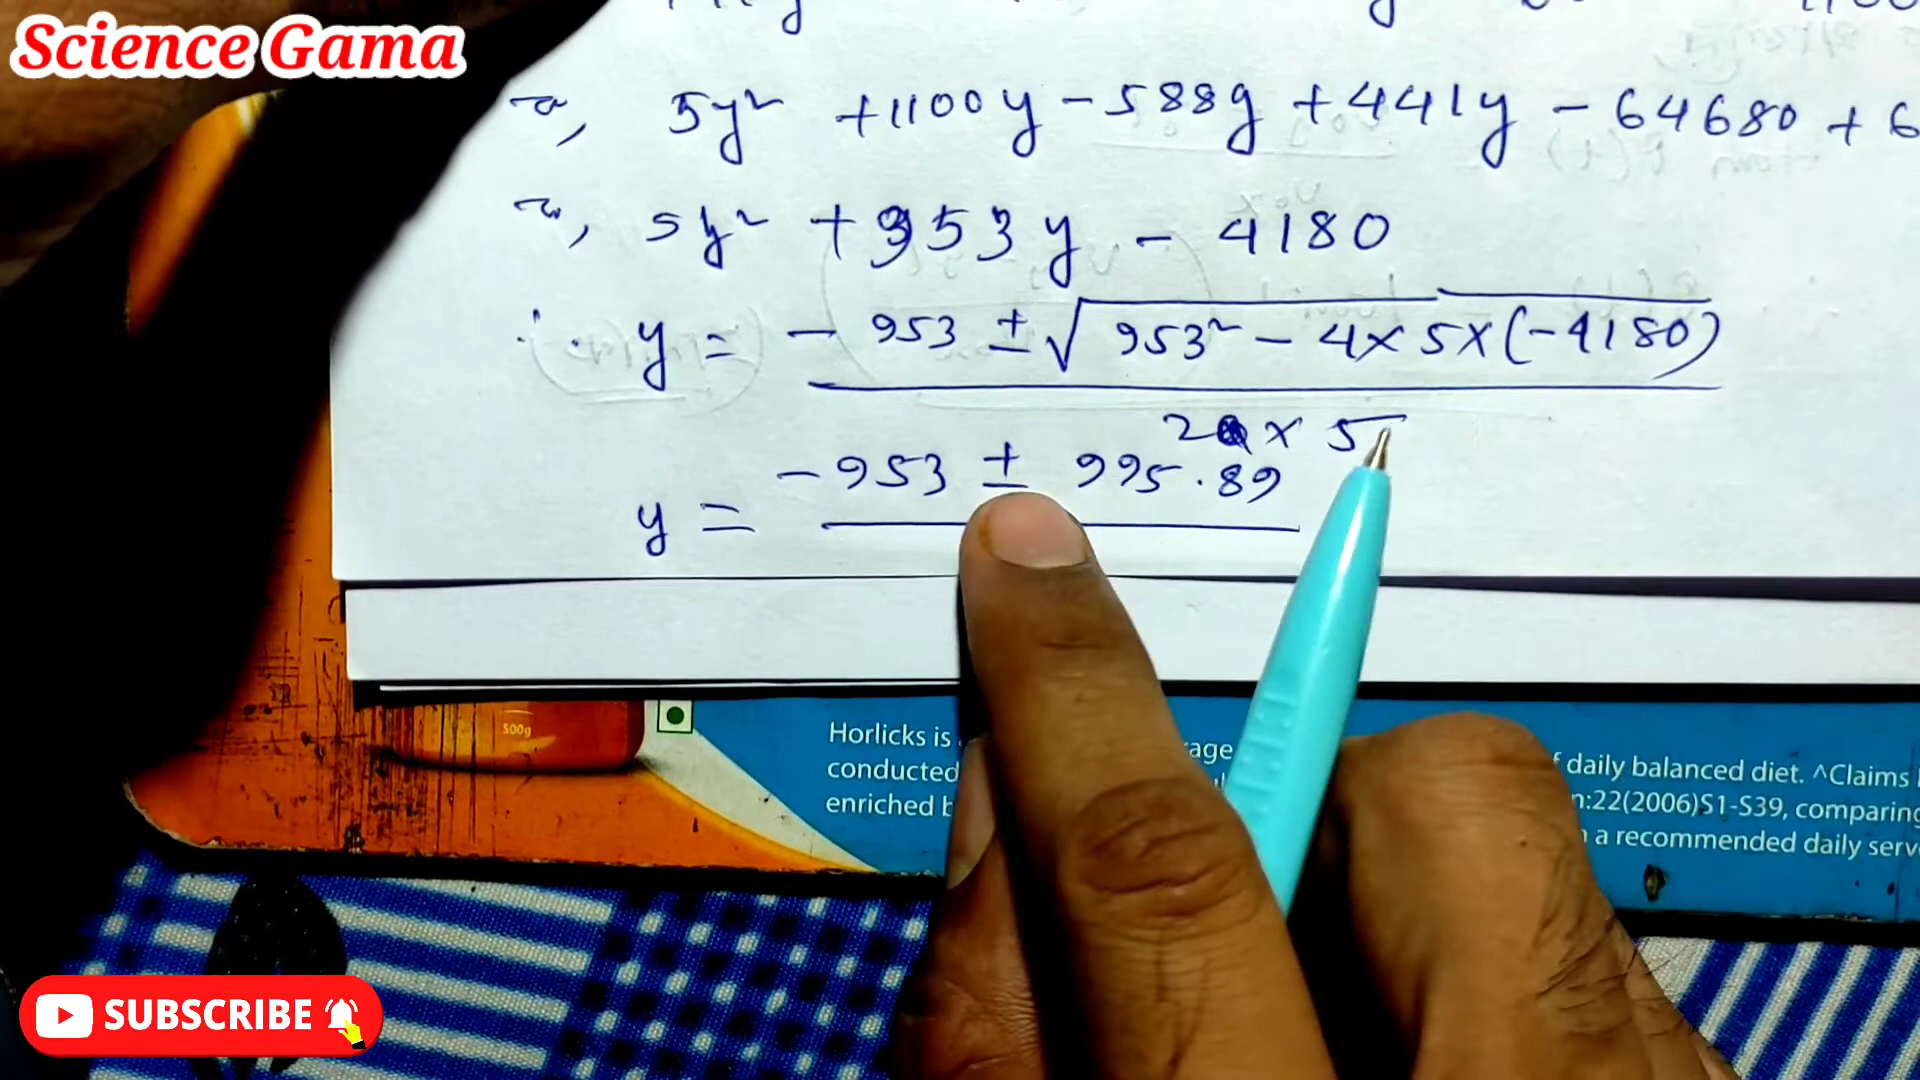 Science Gama
5y² + 1100y - 588y + 441y - 64680 + 6
5y² + 953y - 4180
∴ y = - 953 ± √953² - 4 × 5 × (-4180)
2 × 5
y = -953 ± 995.89
500g
Horlicks is
rage
f daily balanced diet. ^Claims
conducted
n:22(2006)S1-S39, comparing
enriched b
a recommended daily serv
SUBSCRIBE